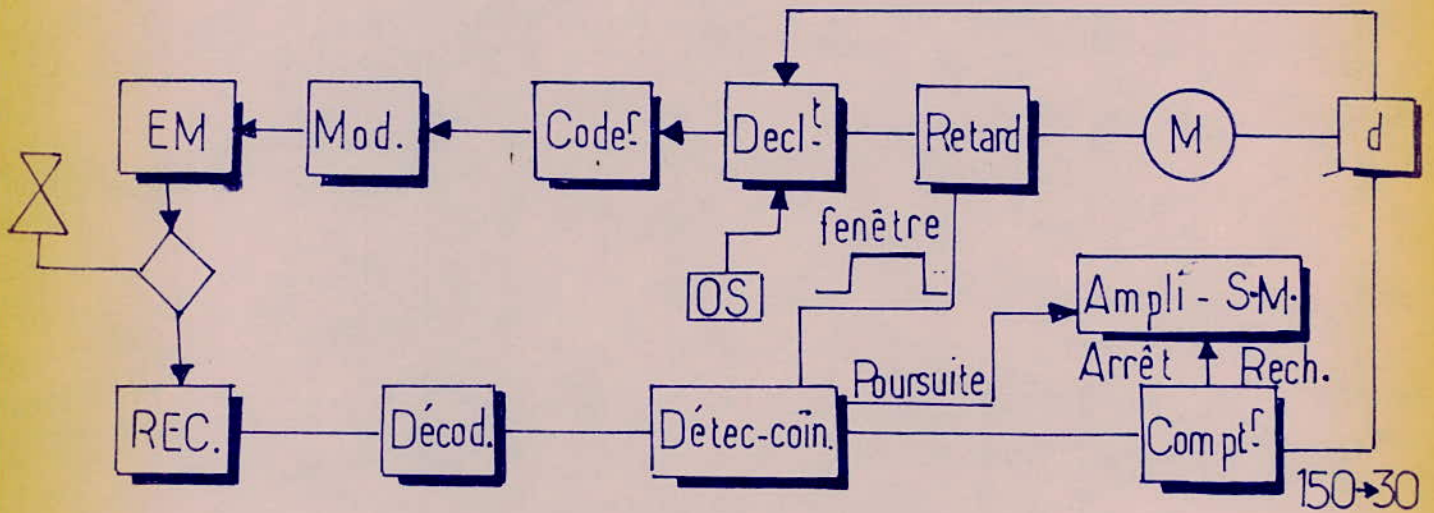 EM
Mod.
Codeʳ
Declᵗ
Retard
M
d
fenêtre
OS
Ampli - S.M.
Poursuite
Arrêt
Rech.
REC.
Décod.
Détec-coïn.
Comptʳ
150→30